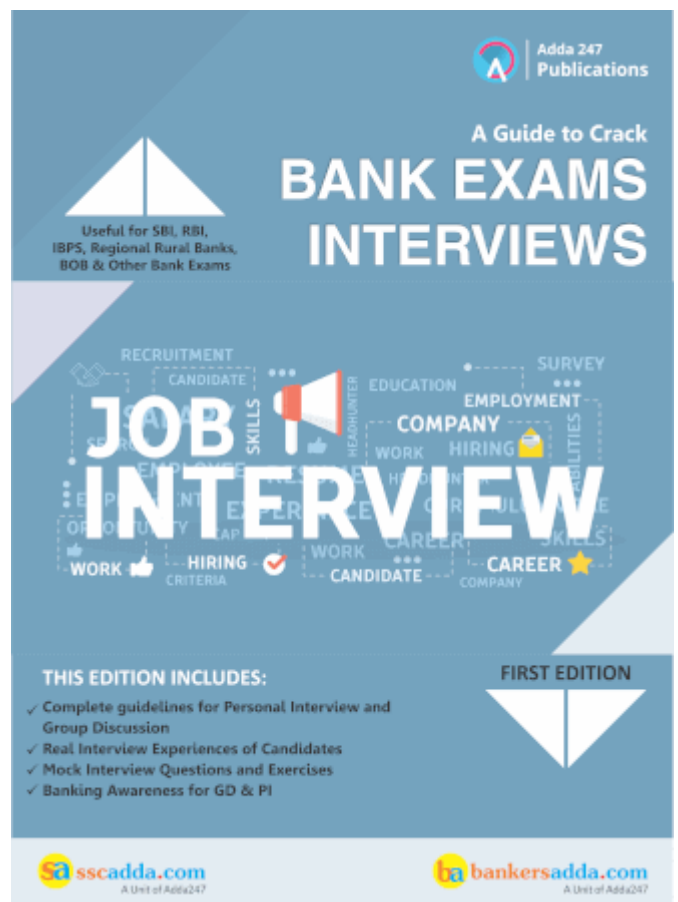 Adda 247
Publications
A Guide to Crack
BANK EXAMS
INTERVIEWS
Useful for SBI, RBI,
IBPS, Regional Rural Banks,
BOB & Other Bank Exams
RECRUITMENT
CANDIDATE
SALARY
SKILLS
HEADHUNTER
EDUCATION
SURVEY
EMPLOYMENT
COMPANY
ABILITIES
WORK
HIRING
JOB
INTERVIEW
WORK
HIRING
CRITERIA
WORK
CAREER
CANDIDATE
SKILLS
CAREER
COMPANY
THIS EDITION INCLUDES:
✓ Complete guidelines for Personal Interview and
Group Discussion
✓ Real Interview Experiences of Candidates
✓ Mock Interview Questions and Exercises
✓ Banking Awareness for GD & PI
FIRST EDITION
sa sscadda.com
A Unit of Adda247
ba bankersadda.com
A Unit of Adda247